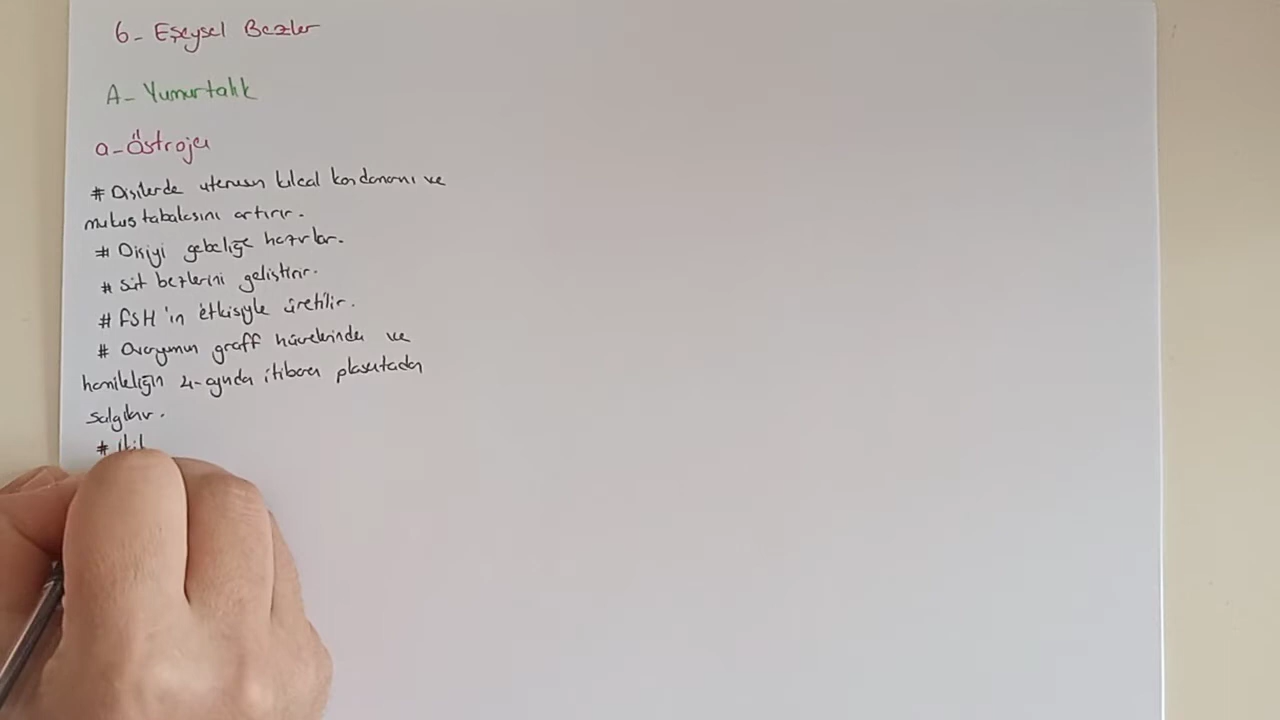 6- Eşeysel Bezler
A- Yumurtalık
a- Östrojen
# Dişilerde uterusun kılcal kan damarını ve
mukus tabakasını artırır.
# Dişiyi gebeliğe hazırlar.
# Süt bezlerini geliştirir.
# FSH'ın etkisiyle üretilir.
# Ovaryumun graff hücrelerinden ve
hamileliğin 4. ayından itibaren plasentadan
salgılanır.
#